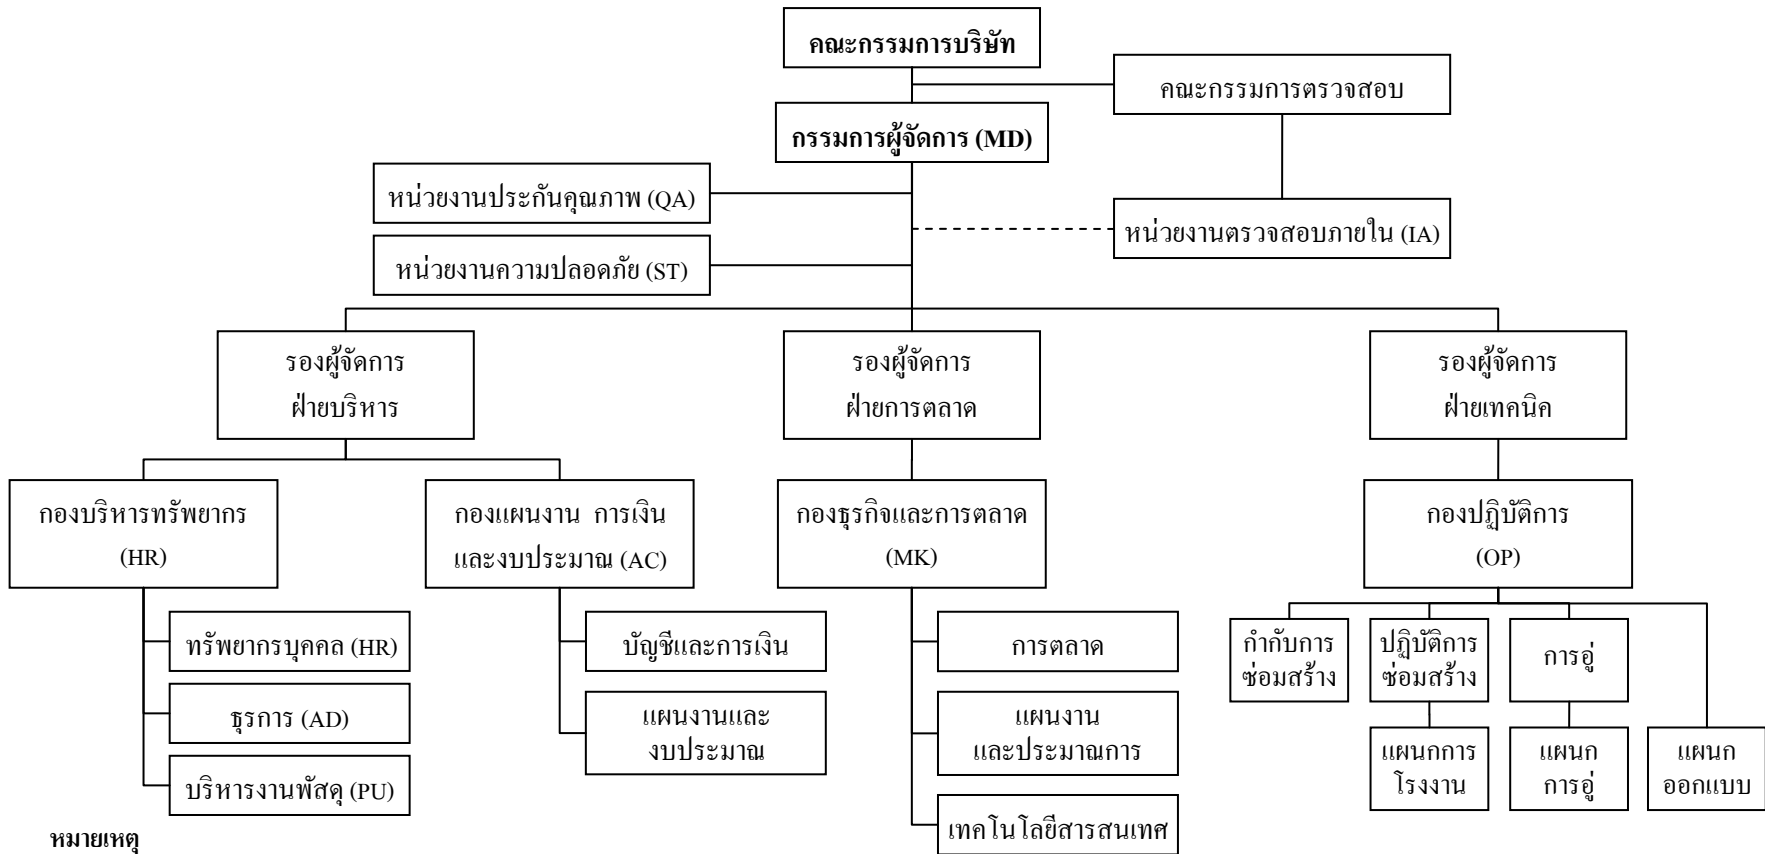 คณะกรรมการบริษัท
คณะกรรมการตรวจสอบ
กรรมการผู้จัดการ (MD)
หน่วยงานประกันคุณภาพ (QA)
หน่วยงานตรวจสอบภายใน (IA)
หน่วยงานความปลอดภัย (ST)
รองผู้จัดการ
ฝ่ายบริหาร
รองผู้จัดการ
ฝ่ายการตลาด
รองผู้จัดการ
ฝ่ายเทคนิค
กองบริหารทรัพยากร
(HR)
กองแผนงาน การเงิน
และงบประมาณ (AC)
กองธุรกิจและการตลาด
(MK)
กองปฏิบัติการ
(OP)
ทรัพยากรบุคคล (HR)
ธุรการ (AD)
บริหารงานพัสดุ (PU)
บัญชีและการเงิน
แผนงานและ
งบประมาณ
การตลาด
แผนงาน
และประมาณการ
เทคโนโลยีสารสนเทศ
กำกับการ
ซ่อมสร้าง
ปฏิบัติการ
ซ่อมสร้าง
การอู่
แผนกการ
โรงงาน
แผนก
การอู่
แผนก
ออกแบบ
หมายเหตุ